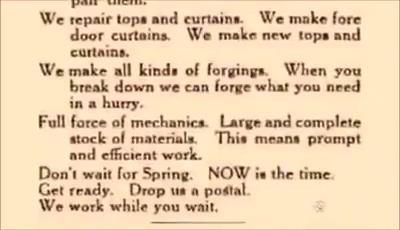 pair them.
We repair tops and curtains. We make fore
door curtains. We make new tops and
curtains.
We make all kinds of forgings. When you
break down we can forge what you need
in a hurry.
Full force of mechanics. Large and complete
stock of materials. This means prompt
and efficient work.
Don't wait for Spring. NOW is the time.
Get ready. Drop us a postal.
We work while you wait.